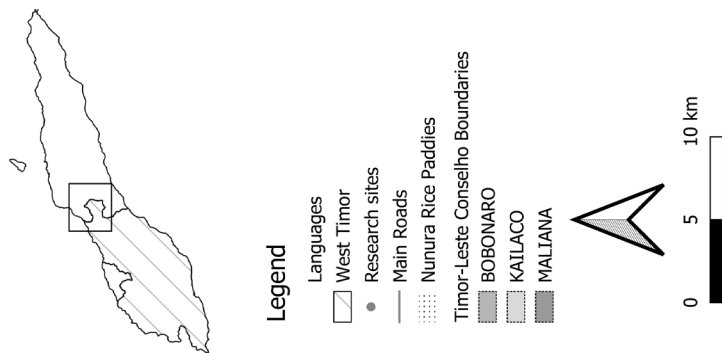 Legend
Languages
West Timor
Research sites
Main Roads
Nunura Rice Paddies
Timor-Leste Conselho Boundaries
BOBONARO
KAILACO
MALIANA
0 5 10 km